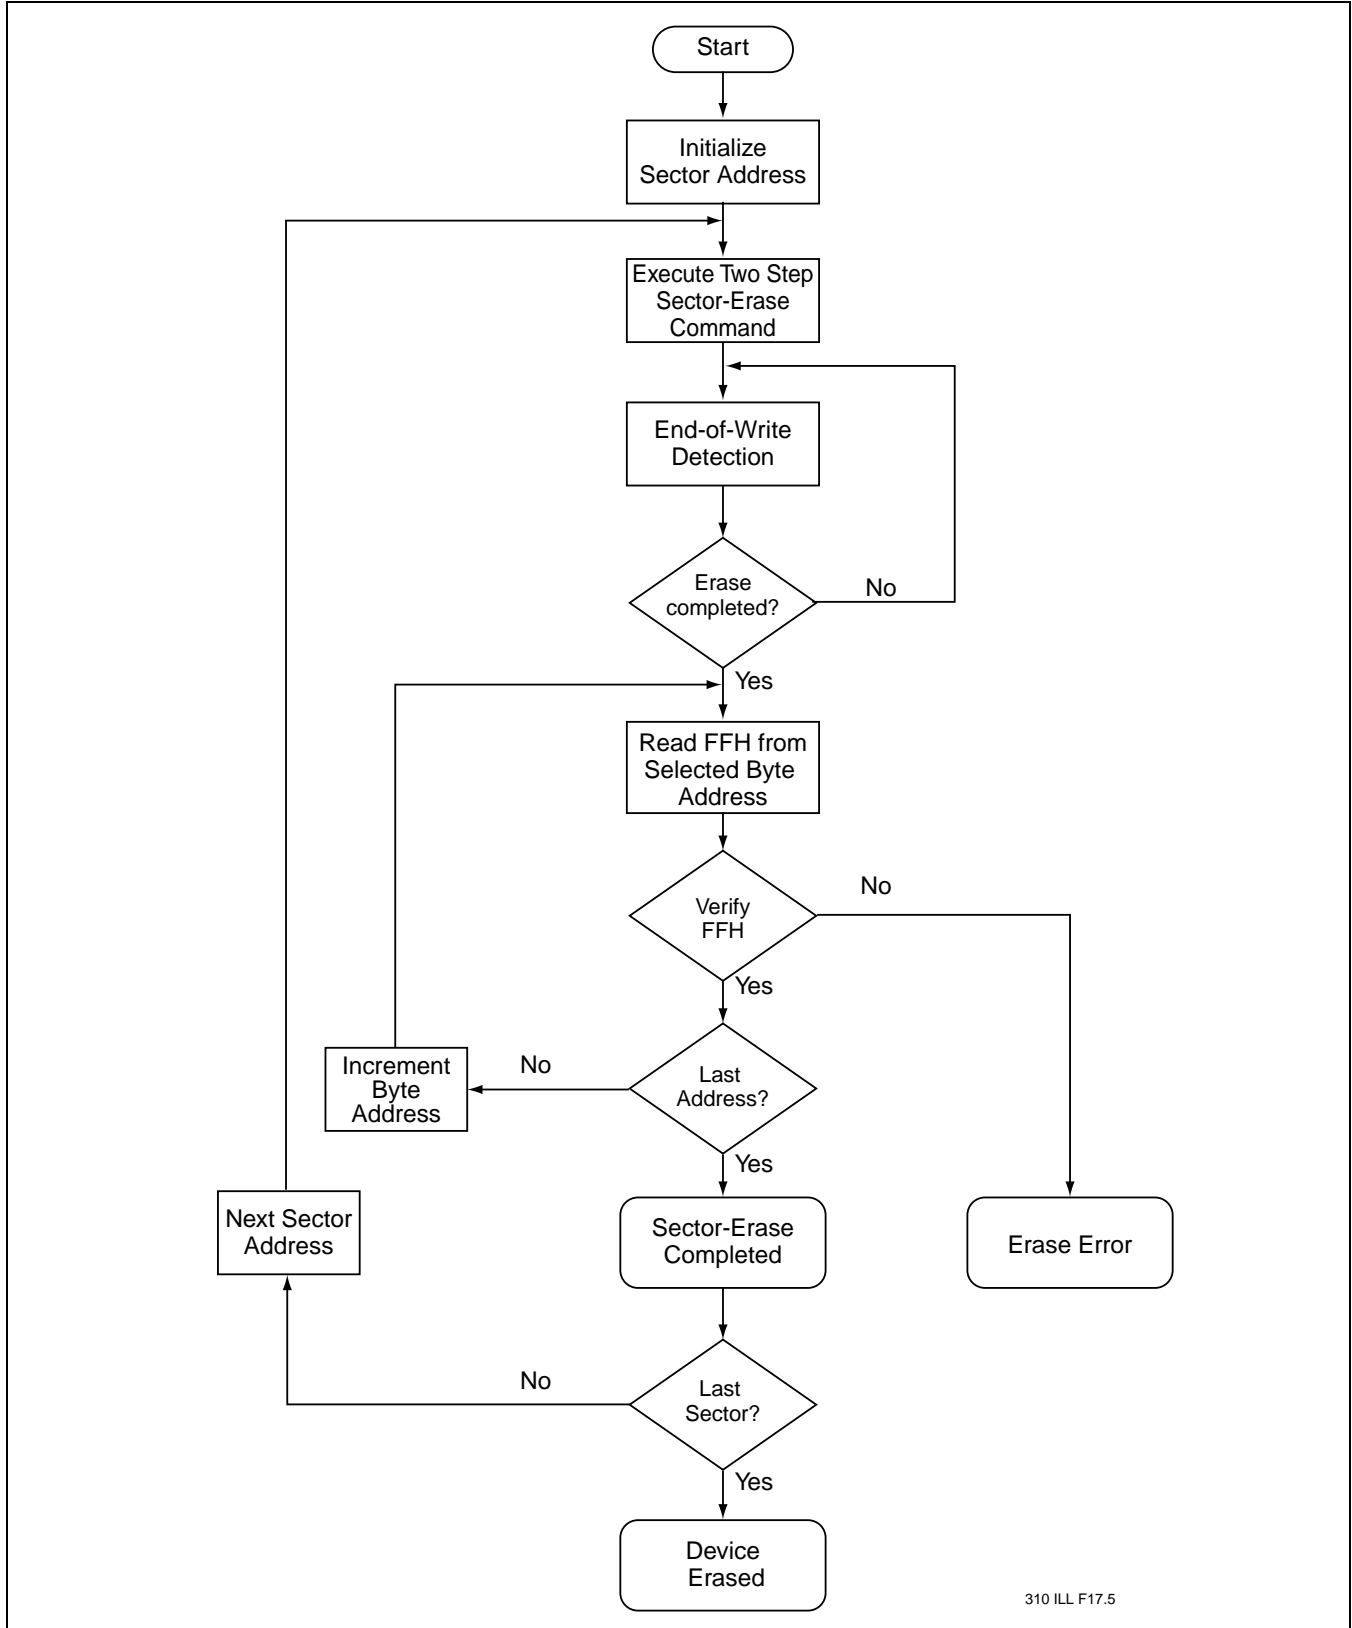 Start
Initialize
Sector Address
Execute Two Step
Sector-Erase
Command
End-of-Write
Detection
Erase
completed?
No
Yes
Read FFH from
Selected Byte
Address
Verify
FFH
No
Yes
Last
Address?
No
Increment
Byte
Address
Yes
Sector-Erase
Completed
Erase Error
Next Sector
Address
Last
Sector?
No
Yes
Device
Erased
310 ILL F17.5